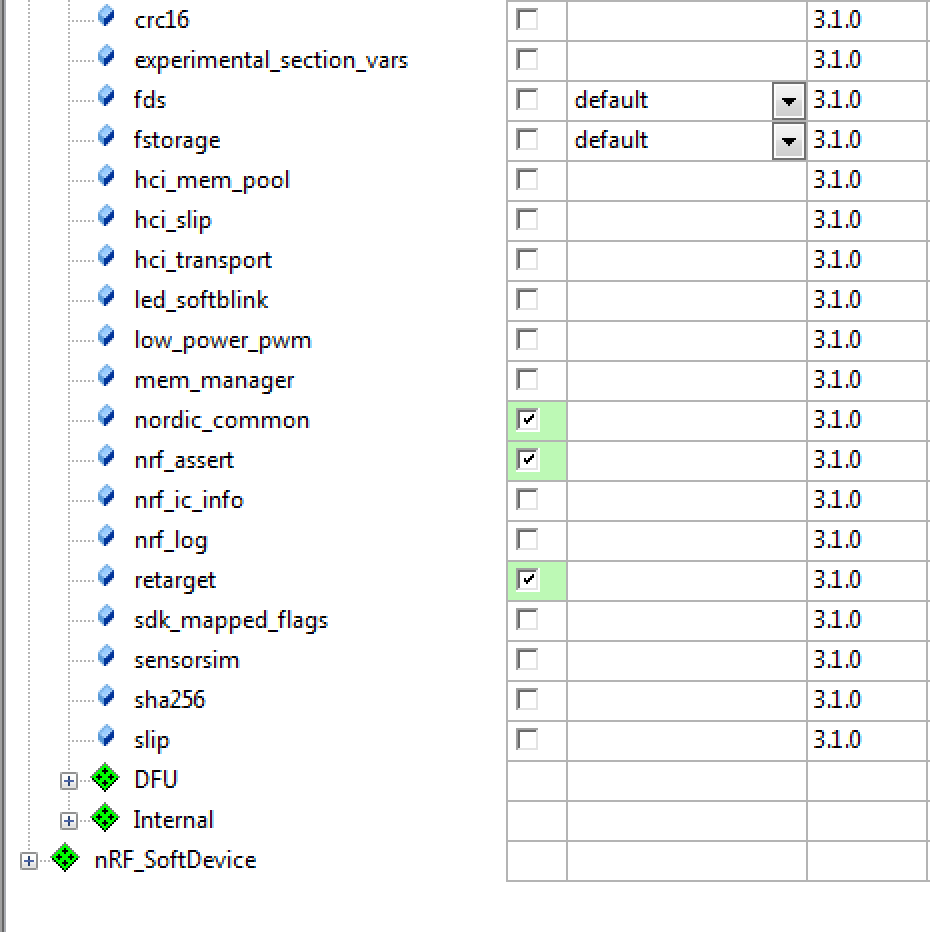 crc16 3.1.0
experimental_section_vars 3.1.0
fds default 3.1.0
fstorage default 3.1.0
hci_mem_pool 3.1.0
hci_slip 3.1.0
hci_transport 3.1.0
led_softblink 3.1.0
low_power_pwm 3.1.0
mem_manager 3.1.0
nordic_common 3.1.0
nrf_assert 3.1.0
nrf_ic_info 3.1.0
nrf_log 3.1.0
retarget 3.1.0
sdk_mapped_flags 3.1.0
sensorsim 3.1.0
sha256 3.1.0
slip 3.1.0
DFU
Internal
nRF_SoftDevice